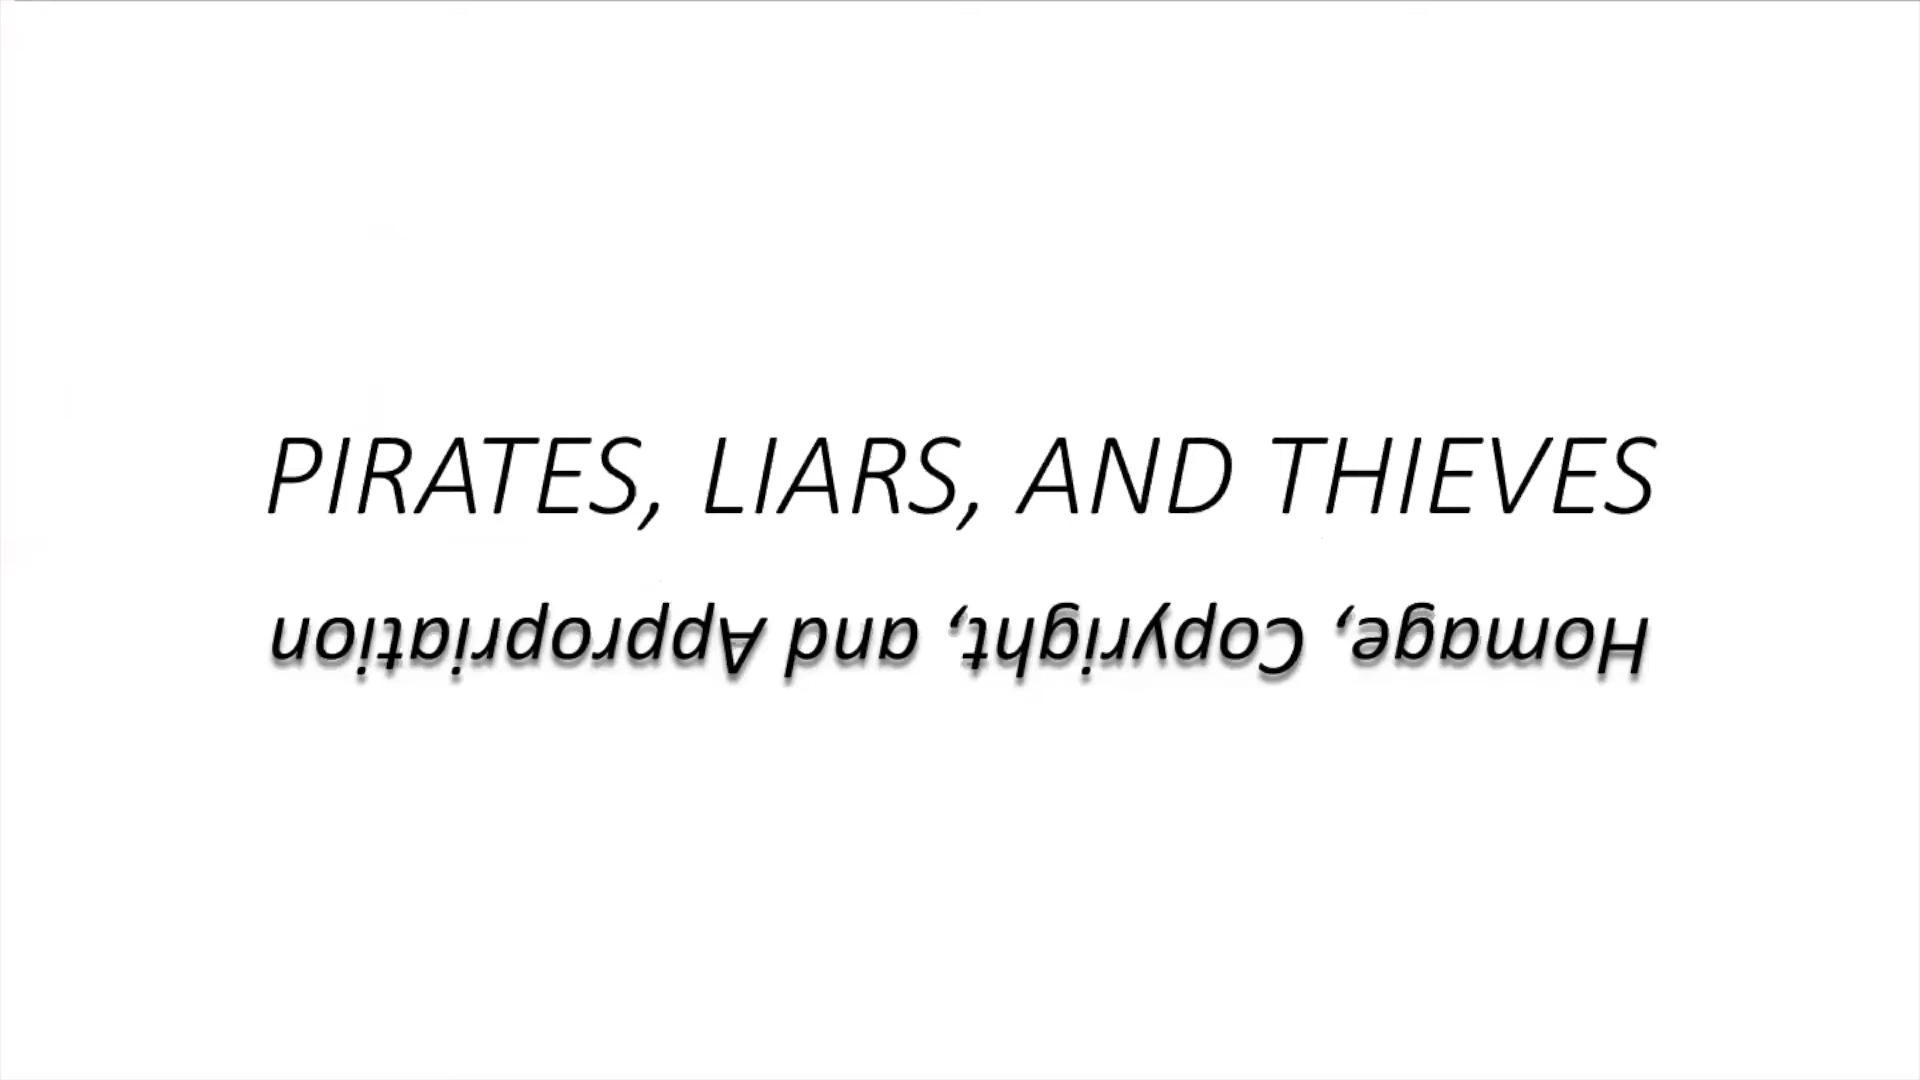 PIRATES, LIARS, AND THIEVES
Homage, Copyright, and Appropriation